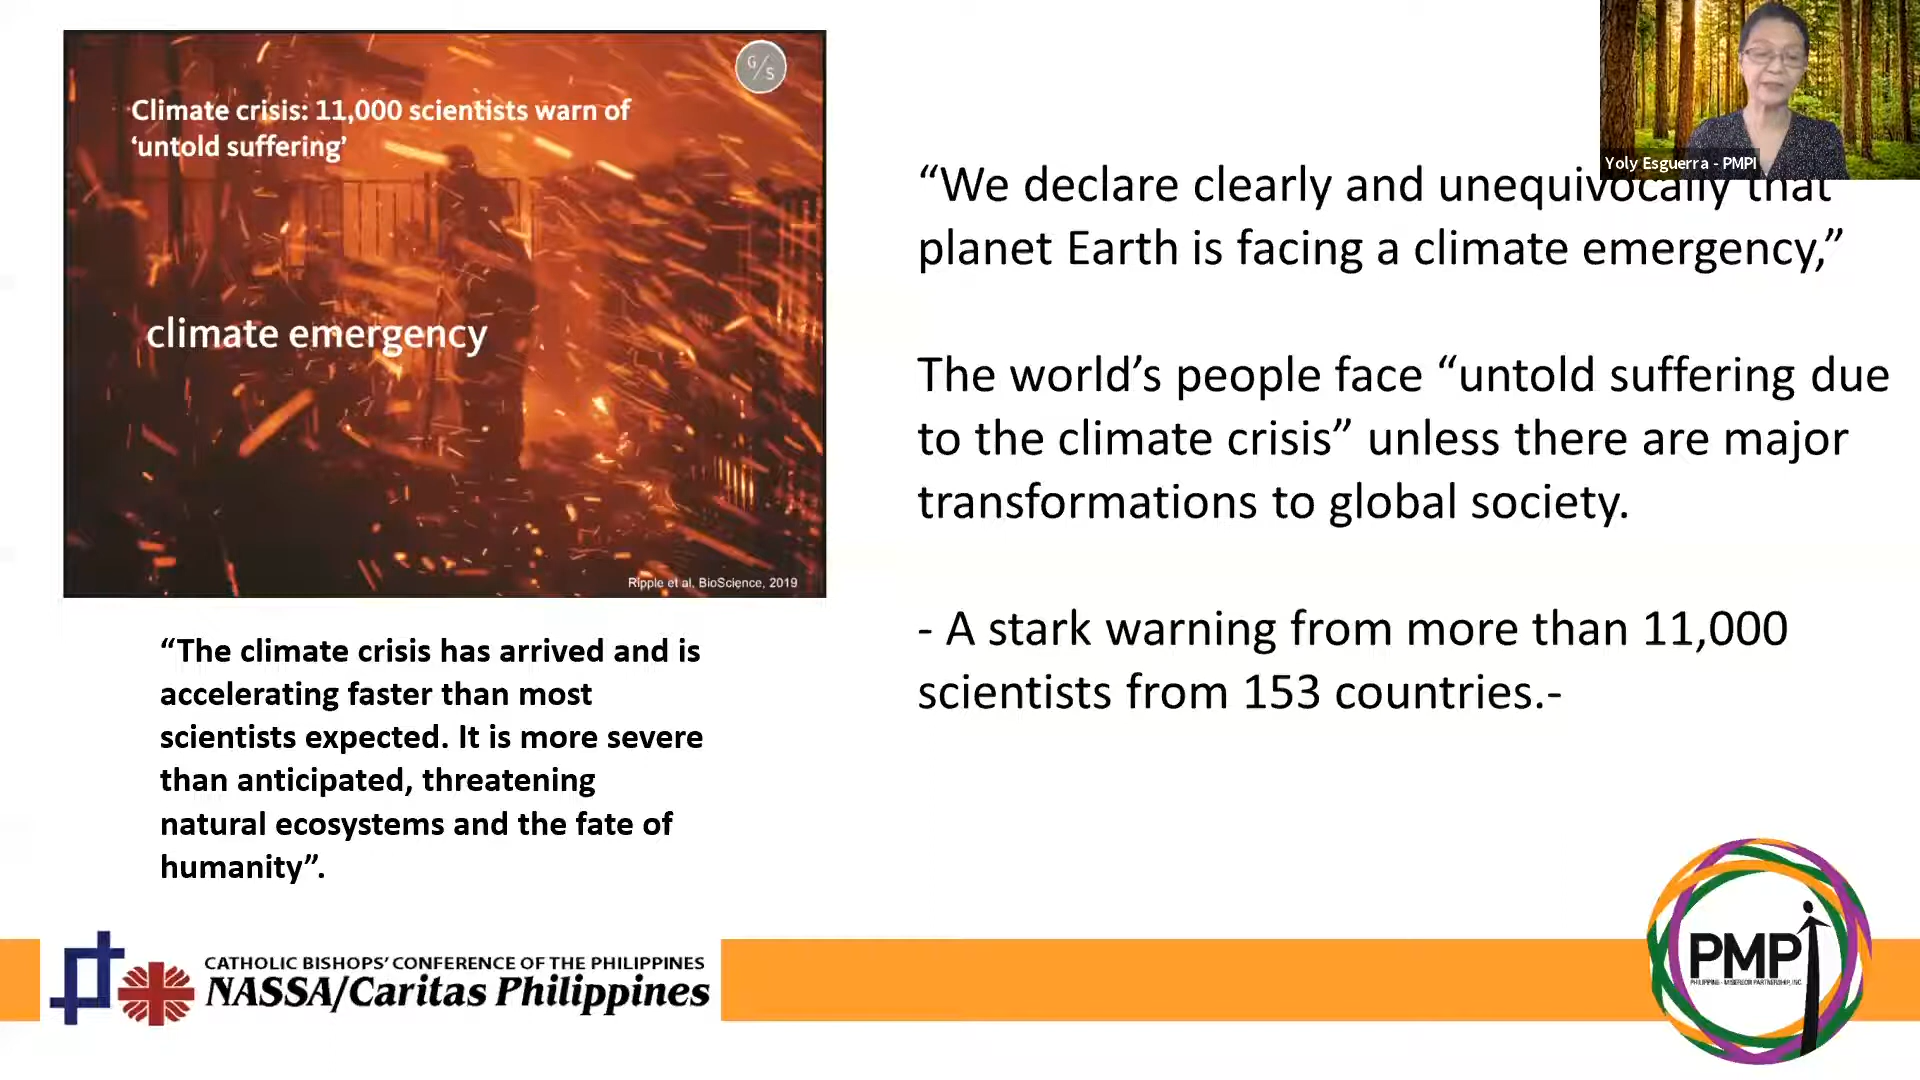 G/S
Climate crisis: 11,000 scientists warn of
‘untold suffering’
climate emergency
Ripple et al. BioScience, 2019
“The climate crisis has arrived and is
accelerating faster than most
scientists expected. It is more severe
than anticipated, threatening
natural ecosystems and the fate of
humanity”.
Yoly Esguerra - PMPI
“We declare clearly and unequivocally that
planet Earth is facing a climate emergency,”
The world’s people face “untold suffering due
to the climate crisis” unless there are major
transformations to global society.
- A stark warning from more than 11,000
scientists from 153 countries.-
CATHOLIC BISHOPS’ CONFERENCE OF THE PHILIPPINES
NASSA/Caritas Philippines
PMPI
PHILIPPINE - MISEREOR PARTNERSHIP, INC.